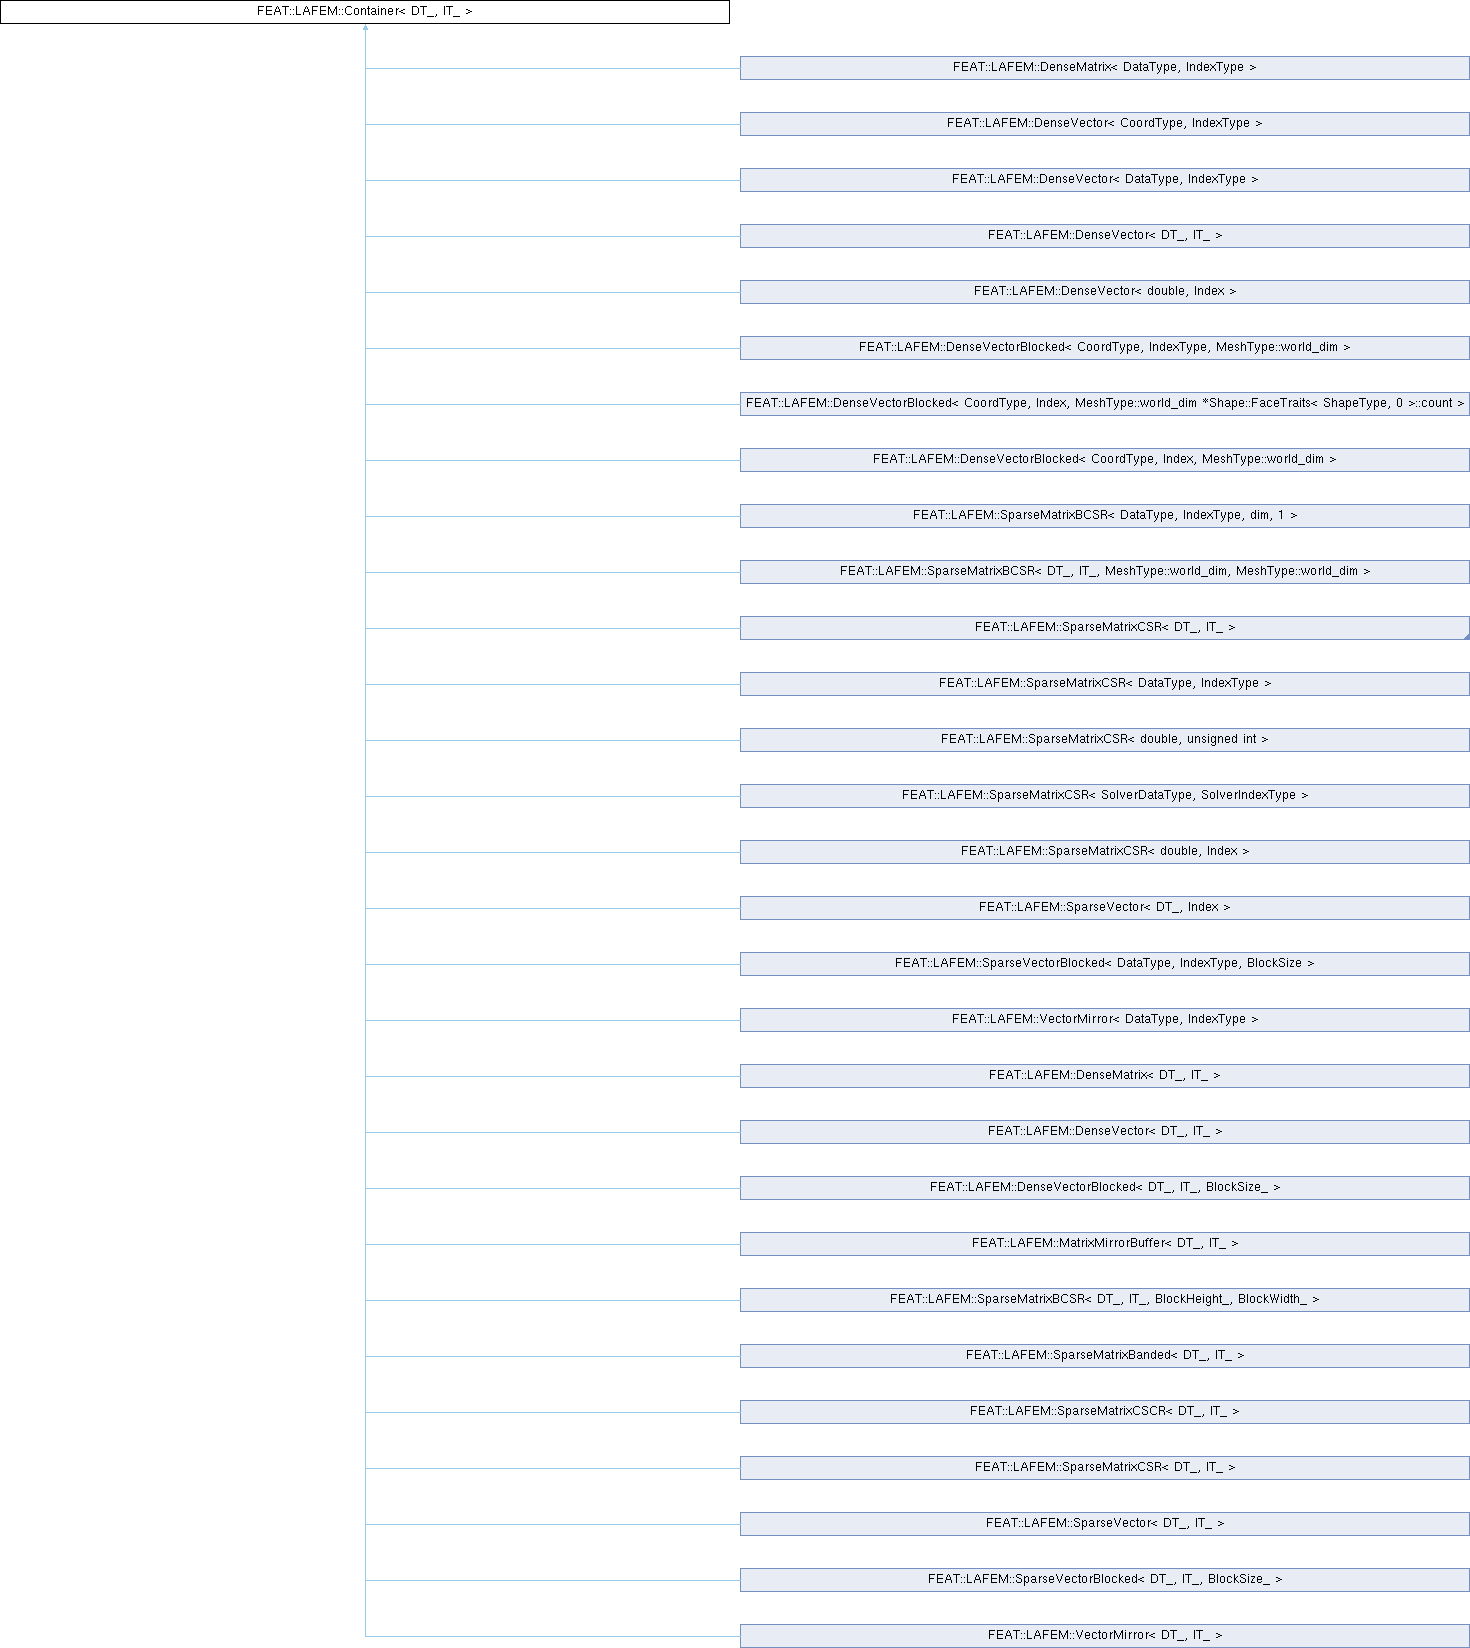 FEAT::LAFEM::Container< DT_, IT_ >
FEAT::LAFEM::DenseMatrix< DataType, IndexType >
FEAT::LAFEM::DenseVector< CoordType, IndexType >
FEAT::LAFEM::DenseVector< DataType, IndexType >
FEAT::LAFEM::DenseVector< DT_, IT_ >
FEAT::LAFEM::DenseVector< double, Index >
FEAT::LAFEM::DenseVectorBlocked< CoordType, IndexType, MeshType::world_dim >
FEAT::LAFEM::DenseVectorBlocked< CoordType, Index, MeshType::world_dim *Shape::FaceTraits< ShapeType, 0 >::count >
FEAT::LAFEM::DenseVectorBlocked< CoordType, Index, MeshType::world_dim >
FEAT::LAFEM::SparseMatrixBCSR< DataType, IndexType, dim, 1 >
FEAT::LAFEM::SparseMatrixBCSR< DT_, IT_, MeshType::world_dim, MeshType::world_dim >
FEAT::LAFEM::SparseMatrixCSR< DT_, IT_ >
FEAT::LAFEM::SparseMatrixCSR< DataType, IndexType >
FEAT::LAFEM::SparseMatrixCSR< double, unsigned int >
FEAT::LAFEM::SparseMatrixCSR< SolverDataType, SolverIndexType >
FEAT::LAFEM::SparseMatrixCSR< double, Index >
FEAT::LAFEM::SparseVector< DT_, Index >
FEAT::LAFEM::SparseVectorBlocked< DataType, IndexType, BlockSize >
FEAT::LAFEM::VectorMirror< DataType, IndexType >
FEAT::LAFEM::DenseMatrix< DT_, IT_ >
FEAT::LAFEM::DenseVector< DT_, IT_ >
FEAT::LAFEM::DenseVectorBlocked< DT_, IT_, BlockSize_ >
FEAT::LAFEM::MatrixMirrorBuffer< DT_, IT_ >
FEAT::LAFEM::SparseMatrixBCSR< DT_, IT_, BlockHeight_, BlockWidth_ >
FEAT::LAFEM::SparseMatrixBanded< DT_, IT_ >
FEAT::LAFEM::SparseMatrixCSCR< DT_, IT_ >
FEAT::LAFEM::SparseMatrixCSR< DT_, IT_ >
FEAT::LAFEM::SparseVector< DT_, IT_ >
FEAT::LAFEM::SparseVectorBlocked< DT_, IT_, BlockSize_ >
FEAT::LAFEM::VectorMirror< DT_, IT_ >